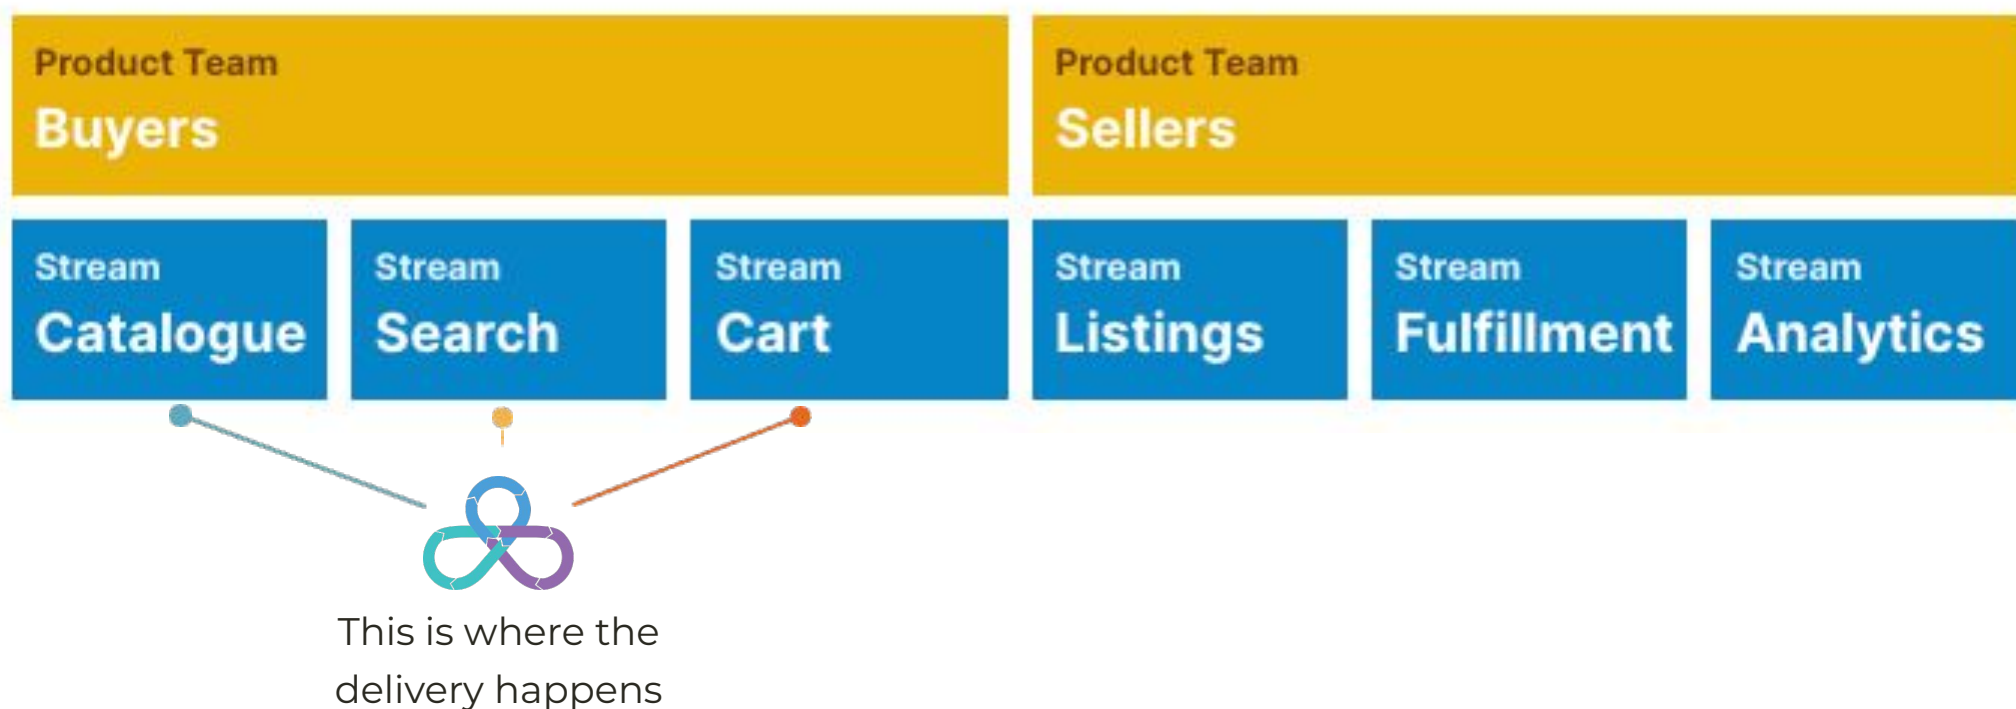 Product Team
Buyers
Product Team
Sellers
Stream
Catalogue
Stream
Search
Stream
Cart
Stream
Listings
Stream
Fulfillment
Stream
Analytics
This is where the
delivery happens